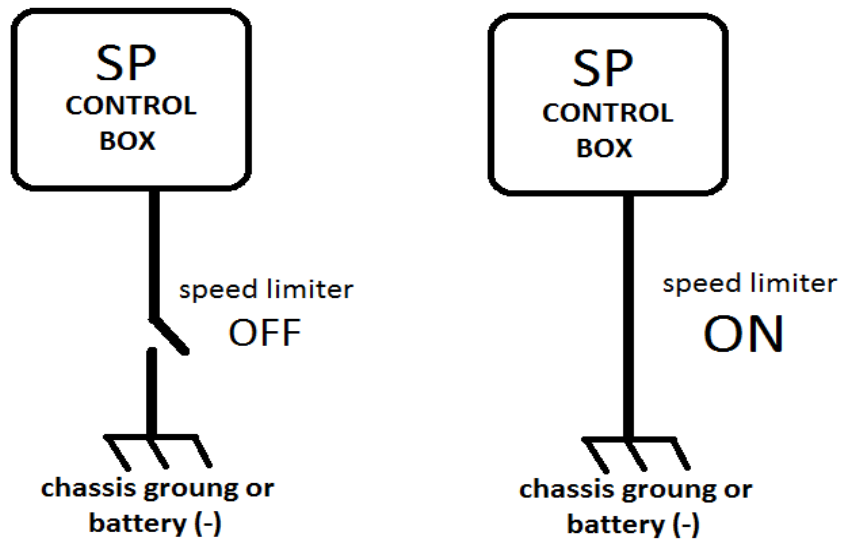 SP
CONTROL
BOX
speed limiter
OFF
chassis groung or
battery (-)
SP
CONTROL
BOX
speed limiter
ON
chassis groung or
battery (-)